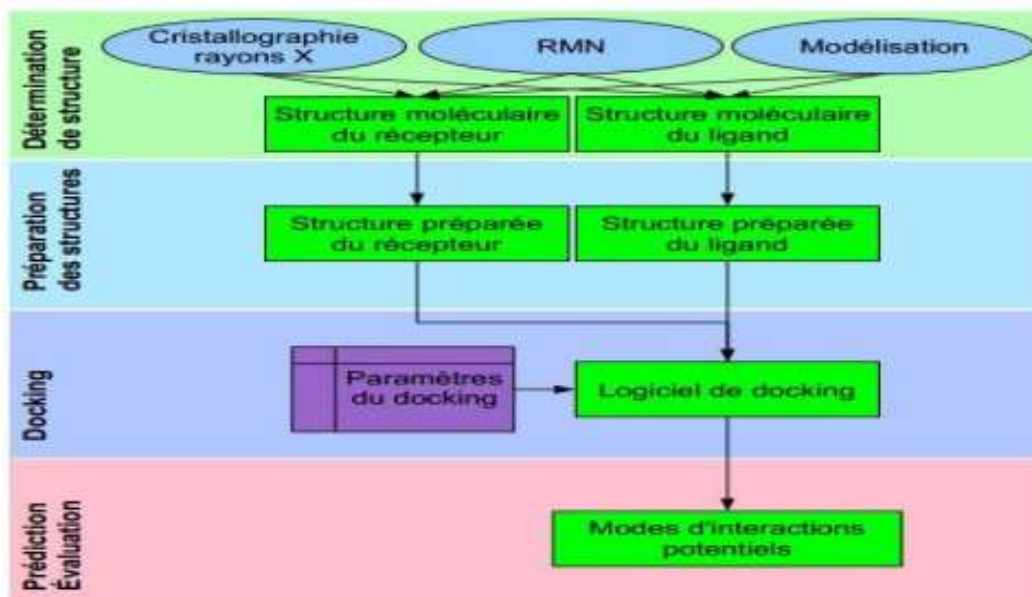 Détermination
de structure
Cristallographie
rayons X
RMN
Modélisation
Structure moléculaire
du récepteur
Structure moléculaire
du ligand
Préparation
des structures
Structure préparée
du récepteur
Structure préparée
du ligand
Docking
Paramètres
du docking
Logiciel de docking
Prédiction
Évaluation
Modes d'interactions
potentiels